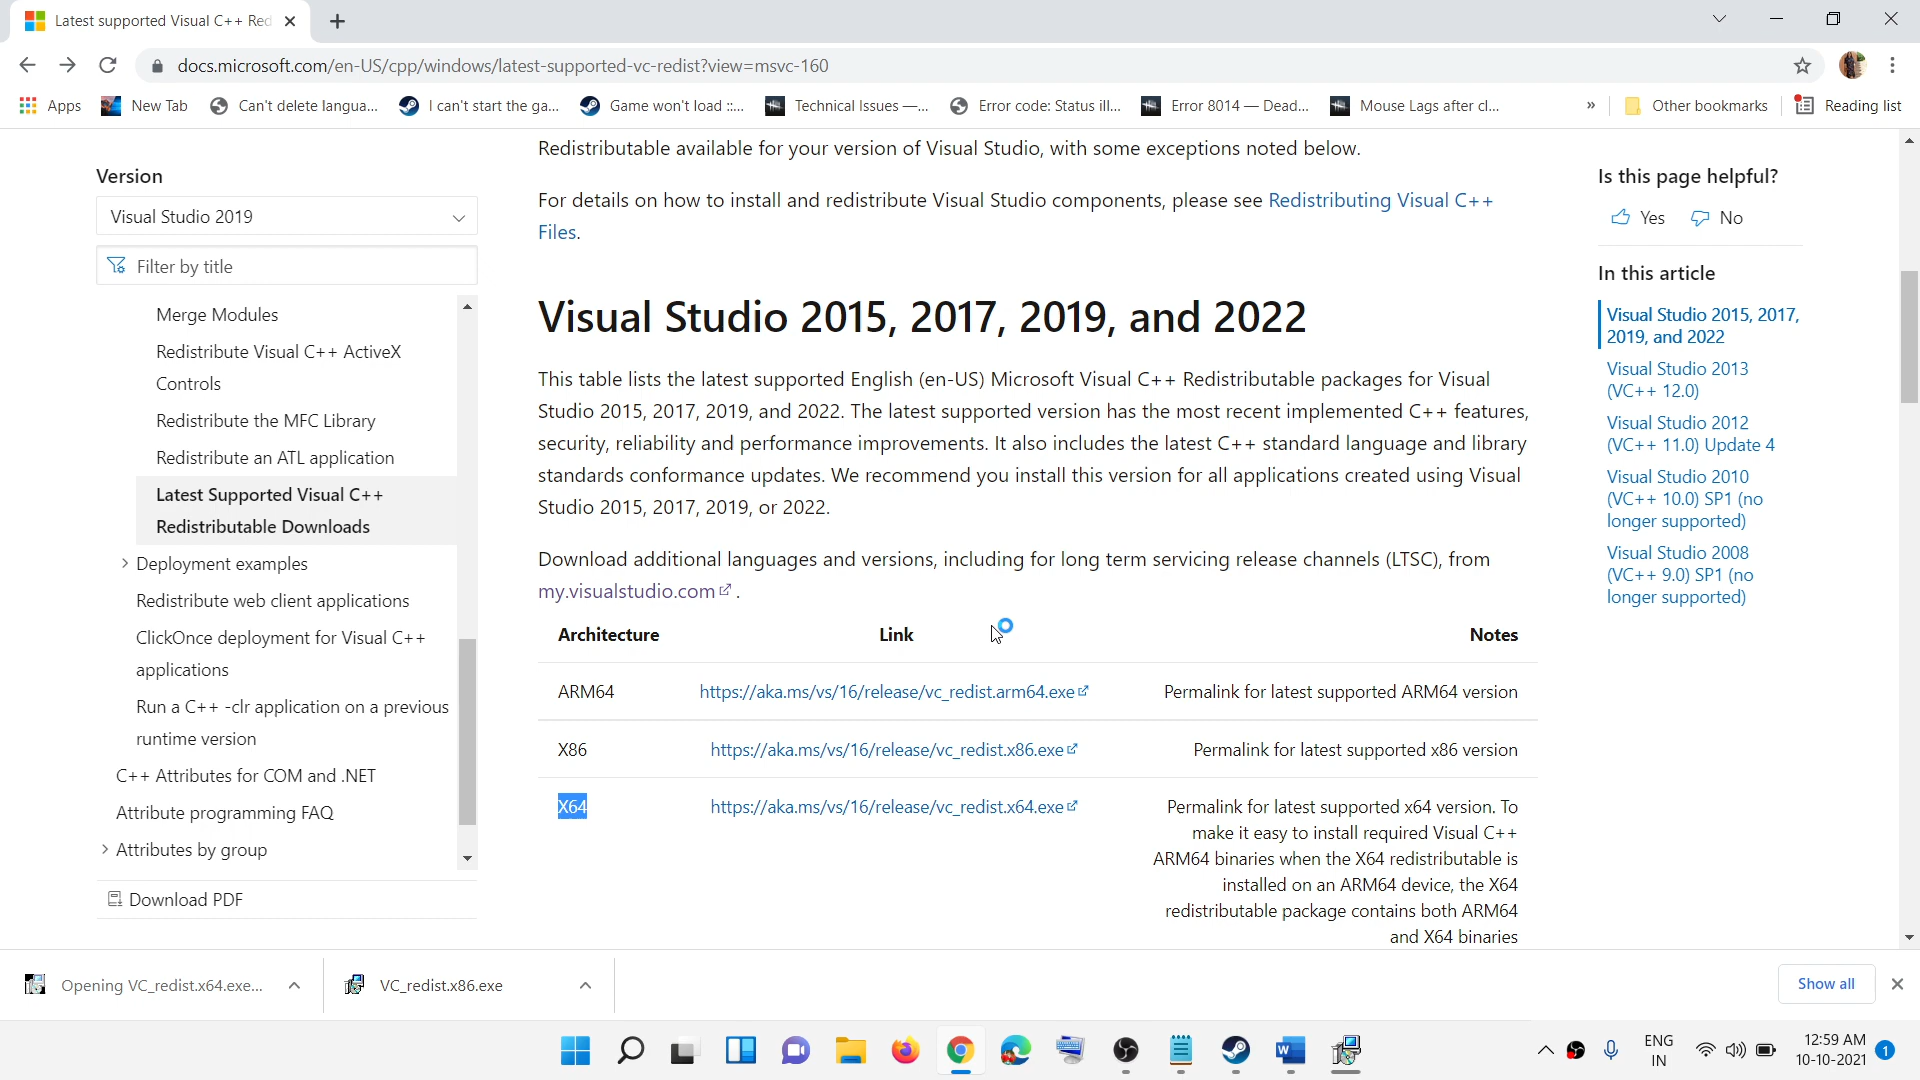 Latest supported Visual C++ Red
docs.microsoft.com/en-US/cpp/windows/latest-supported-vc-redist?view=msvc-160
Apps
New Tab
Can't delete langua...
I can't start the ga...
Game won't load ::...
Technical Issues —...
Error code: Status ill...
Error 8014 — Dead...
Mouse Lags after cl...
»
Other bookmarks
Reading list
Version
Visual Studio 2019
Filter by title
Merge Modules
Redistribute Visual C++ ActiveX
Controls
Redistribute the MFC Library
Redistribute an ATL application
Latest Supported Visual C++
Redistributable Downloads
Deployment examples
Redistribute web client applications
ClickOnce deployment for Visual C++
applications
Run a C++ -clr application on a previous
runtime version
C++ Attributes for COM and .NET
Attribute programming FAQ
Attributes by group
Download PDF
Redistributable available for your version of Visual Studio, with some exceptions noted below.
For details on how to install and redistribute Visual Studio components, please see Redistributing Visual C++
Files.
Visual Studio 2015, 2017, 2019, and 2022
This table lists the latest supported English (en-US) Microsoft Visual C++ Redistributable packages for Visual
Studio 2015, 2017, 2019, and 2022. The latest supported version has the most recent implemented C++ features,
security, reliability and performance improvements. It also includes the latest C++ standard language and library
standards conformance updates. We recommend you install this version for all applications created using Visual
Studio 2015, 2017, 2019, or 2022.
Download additional languages and versions, including for long term servicing release channels (LTSC), from
my.visualstudio.com .
Architecture Link Notes
ARM64 https://aka.ms/vs/16/release/vc_redist.arm64.exe Permalink for latest supported ARM64 version
X86 https://aka.ms/vs/16/release/vc_redist.x86.exe Permalink for latest supported x86 version
X64 https://aka.ms/vs/16/release/vc_redist.x64.exe Permalink for latest supported x64 version. To
make it easy to install required Visual C++
ARM64 binaries when the X64 redistributable is
installed on an ARM64 device, the X64
redistributable package contains both ARM64
and X64 binaries
Is this page helpful?
Yes No
In this article
Visual Studio 2015, 2017,
2019, and 2022
Visual Studio 2013
(VC++ 12.0)
Visual Studio 2012
(VC++ 11.0) Update 4
Visual Studio 2010
(VC++ 10.0) SP1 (no
longer supported)
Visual Studio 2008
(VC++ 9.0) SP1 (no
longer supported)
Opening VC_redist.x64.exe...
VC_redist.x86.exe
Show all
ENG
IN
12:59 AM
10-10-2021
1